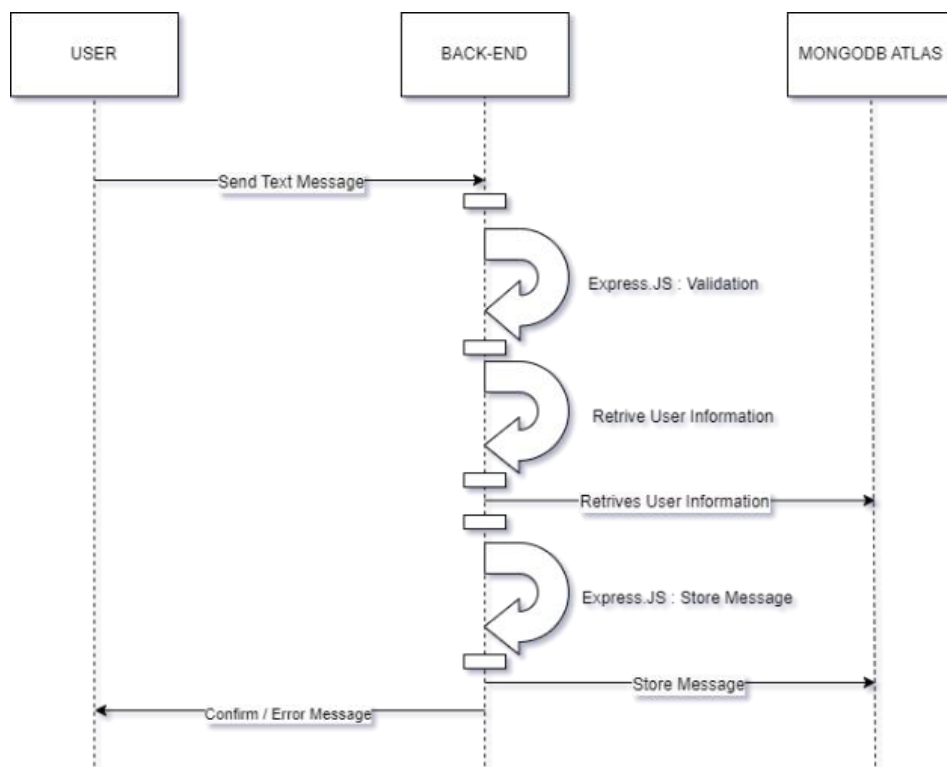 USER
BACK-END
MONGODB ATLAS
Send Text Message
Express.JS : Validation
Retrive User Information
Retrives User Information
Express.JS : Store Message
Store Message
Confirm / Error Message